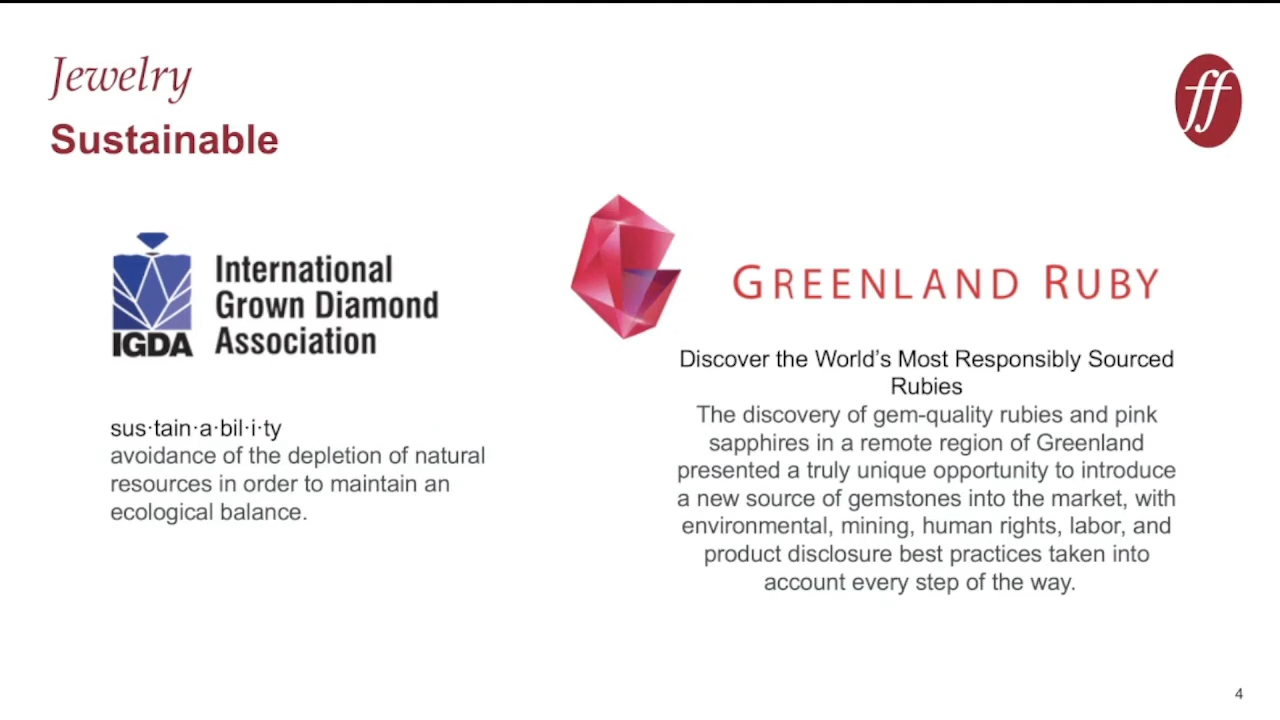 Jewelry
Sustainable
ff
International
Grown Diamond
Association
IGDA
GREENLAND RUBY
sus·tain·a·bil·i·ty
avoidance of the depletion of natural
resources in order to maintain an
ecological balance.
Discover the World’s Most Responsibly Sourced
Rubies
The discovery of gem-quality rubies and pink
sapphires in a remote region of Greenland
presented a truly unique opportunity to introduce
a new source of gemstones into the market, with
environmental, mining, human rights, labor, and
product disclosure best practices taken into
account every step of the way.
4